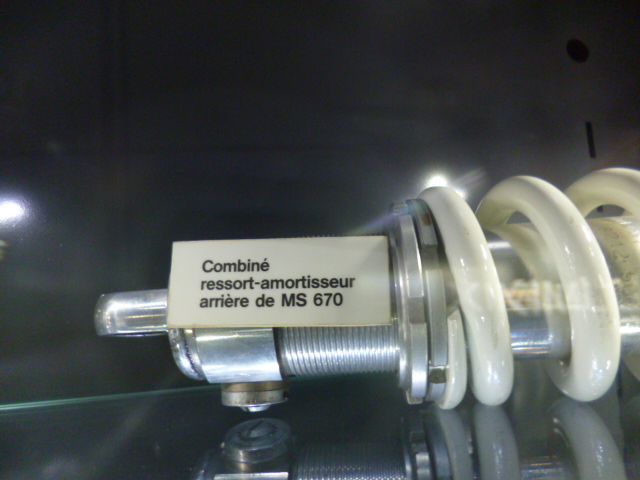 Combiné
ressort-amortisseur
arrière de MS 670